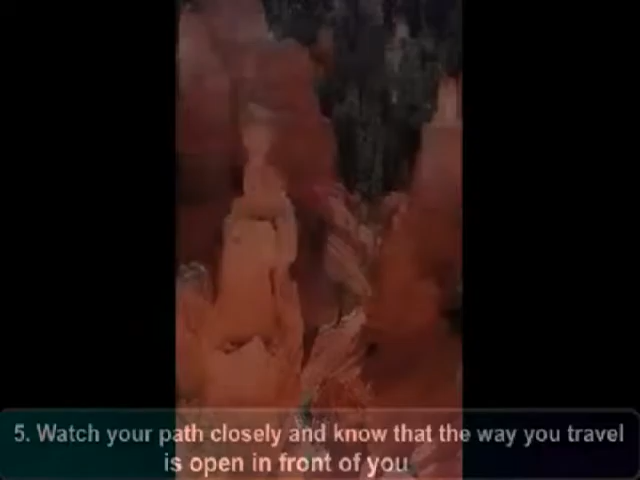 5. Watch your path closely and know that the way you travel
is open in front of you